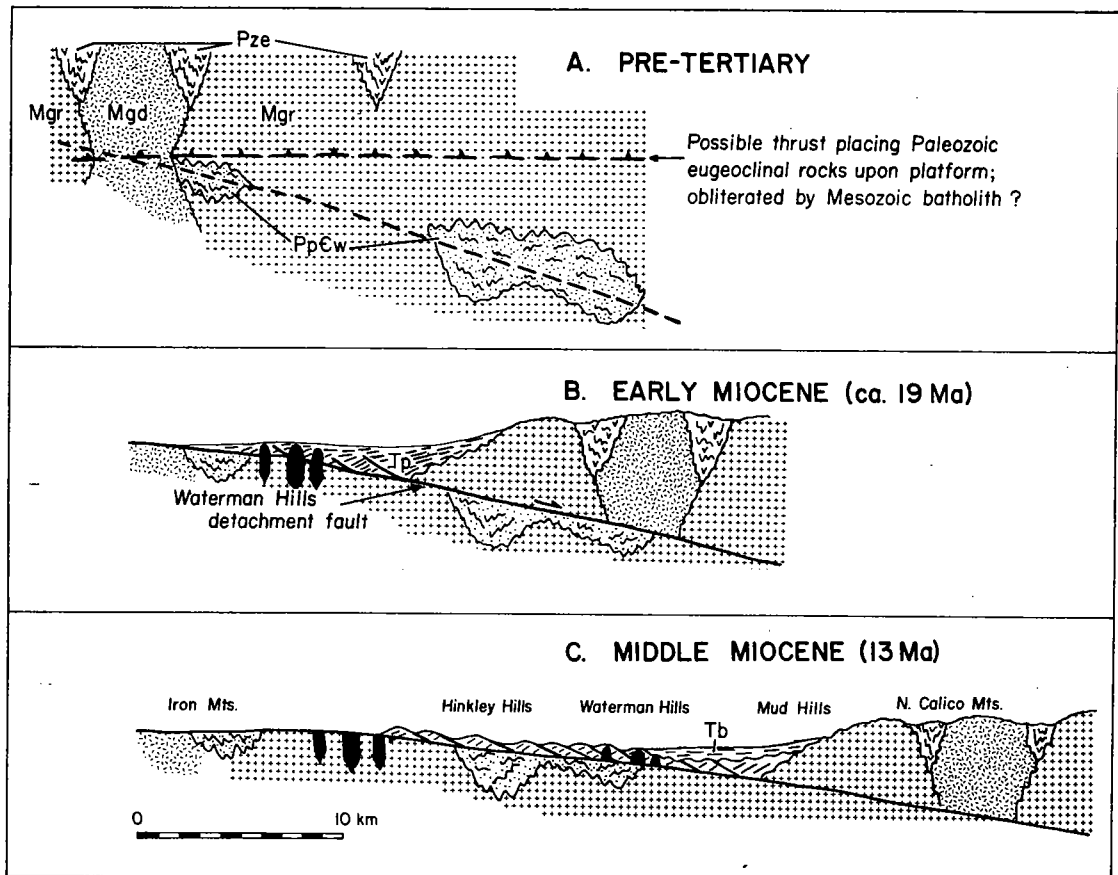 A. PRE-TERTIARY
Pze
Mgr
Mgd
Mgr
Possible thrust placing Paleozoic
eugeoclinal rocks upon platform;
obliterated by Mesozoic batholith ?
Pp€w
B. EARLY MIOCENE (ca. 19 Ma)
Tp
Waterman Hills
detachment fault
C. MIDDLE MIOCENE (13 Ma)
Iron Mts.
Hinkley Hills
Waterman Hills
Mud Hills
N. Calico Mts.
Tb
0
10 km